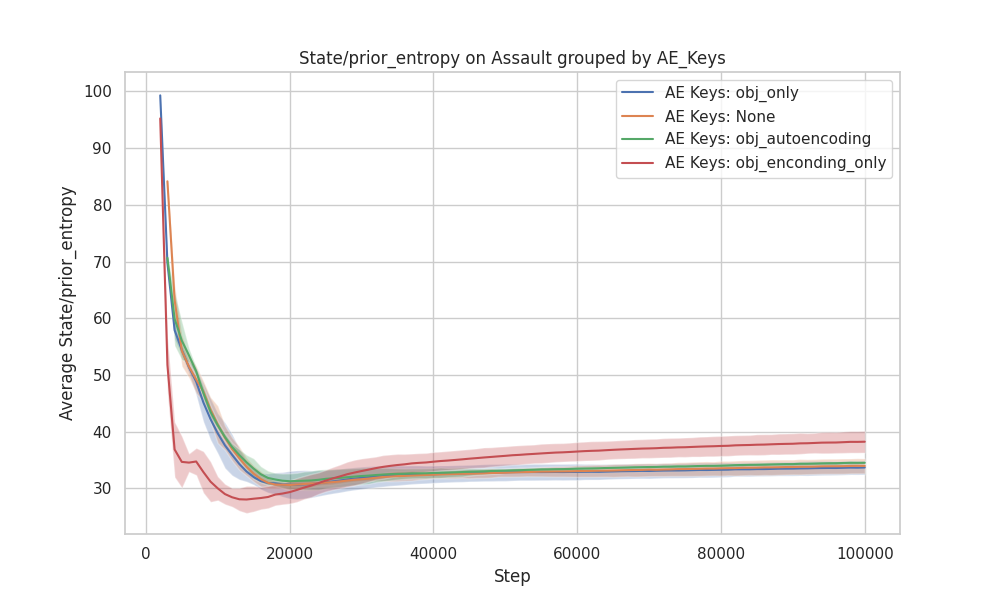 State/prior_entropy on Assault grouped by AE_Keys
AE Keys: obj_only
AE Keys: None
AE Keys: obj_autoencoding
AE Keys: obj_enconding_only
Average State/prior_entropy
100
90
80
70
60
50
40
30
0
20000
40000
60000
80000
100000
Step